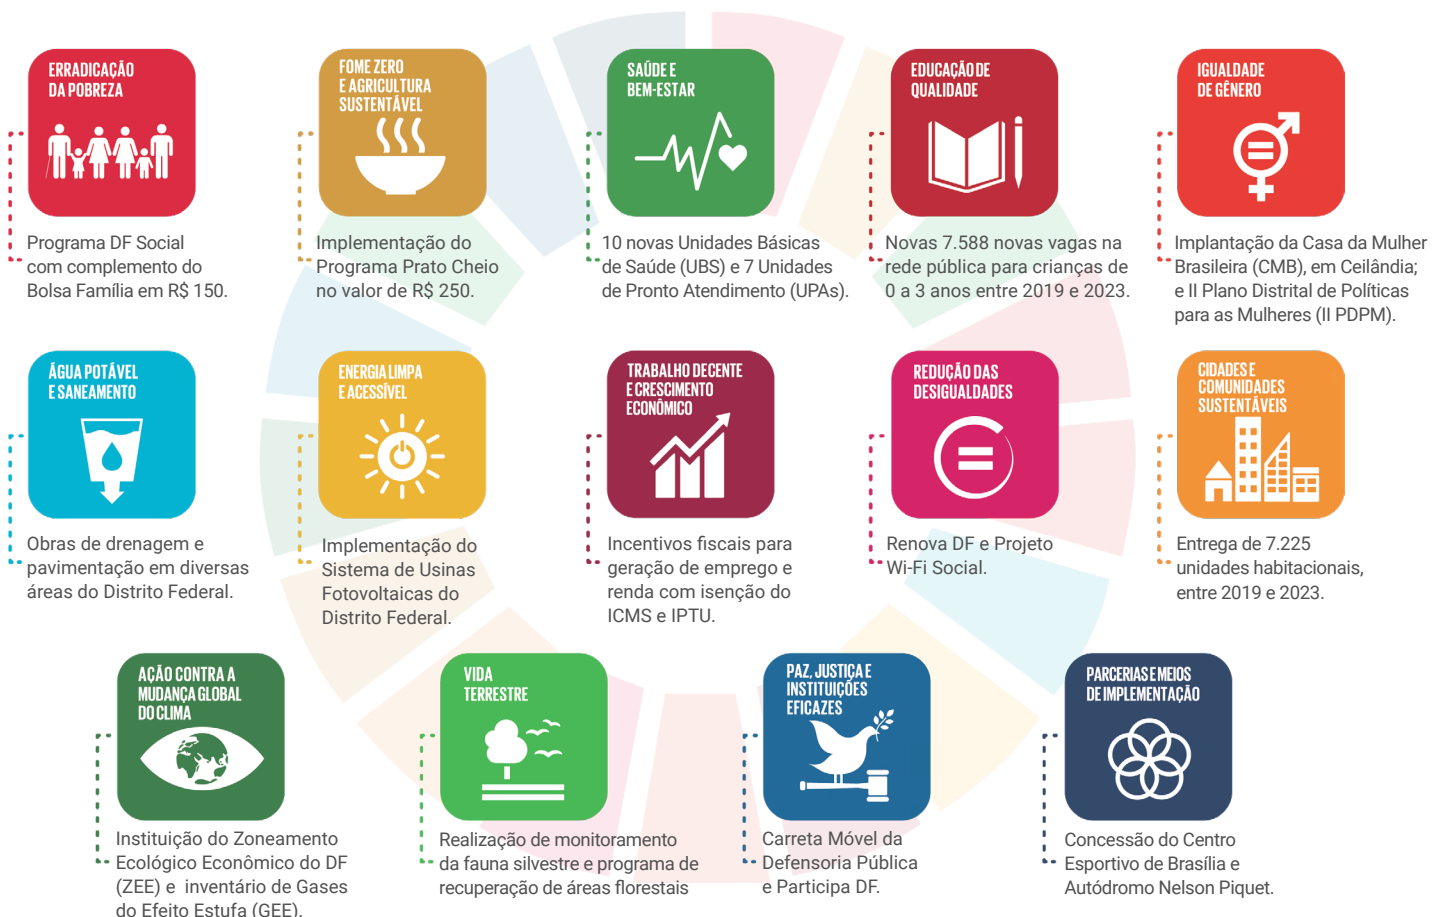 ERRADICAÇÃO
DA POBREZA
Programa DF Social
com complemento do
Bolsa Família em R$ 150.
FOME ZERO
E AGRICULTURA
SUSTENTÁVEL
Implementação do
Programa Prato Cheio
no valor de R$ 250.
SAÚDE E
BEM-ESTAR
10 novas Unidades Básicas
de Saúde (UBS) e 7 Unidades
de Pronto Atendimento (UPAs).
EDUCAÇÃO DE
QUALIDADE
Novas 7.588 novas vagas na
rede pública para crianças de
0 a 3 anos entre 2019 e 2023.
IGUALDADE
DE GÊNERO
Implantação da Casa da Mulher
Brasileira (CMB), em Ceilândia;
e II Plano Distrital de Políticas
para as Mulheres (II PDPM).
ÁGUA POTÁVEL
E SANEAMENTO
Obras de drenagem e
pavimentação em diversas
áreas do Distrito Federal.
ENERGIA LIMPA
E ACESSÍVEL
Implementação do
Sistema de Usinas
Fotovoltaicas do
Distrito Federal.
TRABALHO DECENTE
E CRESCIMENTO
ECONÔMICO
Incentivos fiscais para
geração de emprego e
renda com isenção do
ICMS e IPTU.
REDUÇÃO DAS
DESIGUALDADES
Renova DF e Projeto
Wi-Fi Social.
CIDADES E
COMUNIDADES
SUSTENTÁVEIS
Entrega de 7.225
unidades habitacionais,
entre 2019 e 2023.
AÇÃO CONTRA A
MUDANÇA GLOBAL
DO CLIMA
Instituição do Zoneamento
Ecológico Econômico do DF
(ZEE) e inventário de Gases
do Efeito Estufa (GEE).
VIDA
TERRESTRE
Realização de monitoramento
da fauna silvestre e programa de
recuperação de áreas florestais
PAZ, JUSTIÇA E
INSTITUIÇÕES
EFICAZES
Carreta Móvel da
Defensoria Pública
e Participa DF.
PARCERIAS E MEIOS
DE IMPLEMENTAÇÃO
Concessão do Centro
Esportivo de Brasília e
Autódromo Nelson Piquet.